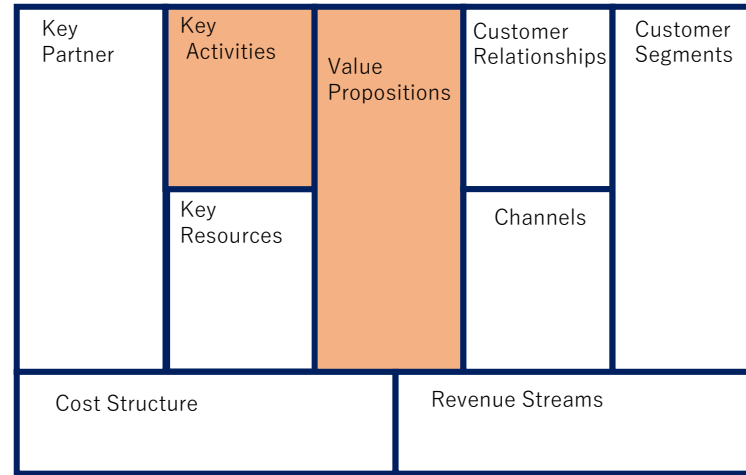 Key
Partner
Key
Activities
Key
Resources
Value
Propositions
Customer
Relationships
Channels
Customer
Segments
Cost Structure
Revenue Streams